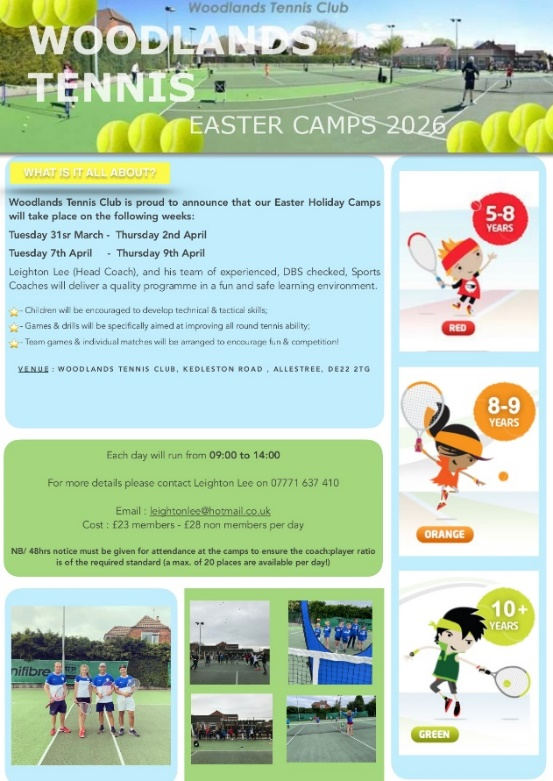 Woodlands Tennis Club
WOODLANDS
TENNIS
EASTER CAMPS 2026
WHAT IS IT ALL ABOUT?
Woodlands Tennis Club is proud to announce that our Easter Holiday Camps
will take place on the following weeks:
Tuesday 31sr March - Thursday 2nd April
Tuesday 7th April - Thursday 9th April
Leighton Lee (Head Coach), and his team of experienced, DBS checked, Sports
Coaches will deliver a quality programme in a fun and safe learning environment.
- Children will be encouraged to develop technical & tactical skills;
- Games & drills will be specifically aimed at improving all round tennis ability;
- Team games & individual matches will be arranged to encourage fun & competition!
VENUE : WOODLANDS TENNIS CLUB, KEDLESTON ROAD , ALLESTREE, DE22 2TG
Each day will run from 09:00 to 14:00
For more details please contact Leighton Lee on 07771 637 410
Email : leightonlee@hotmail.co.uk
Cost : £23 members - £28 non members per day
NB/ 48hrs notice must be given for attendance at the camps to ensure the coach:player ratio
is of the required standard (a max. of 20 places are available per day!)
5-8
YEARS
RED
8-9
YEARS
ORANGE
10+
YEARS
GREEN